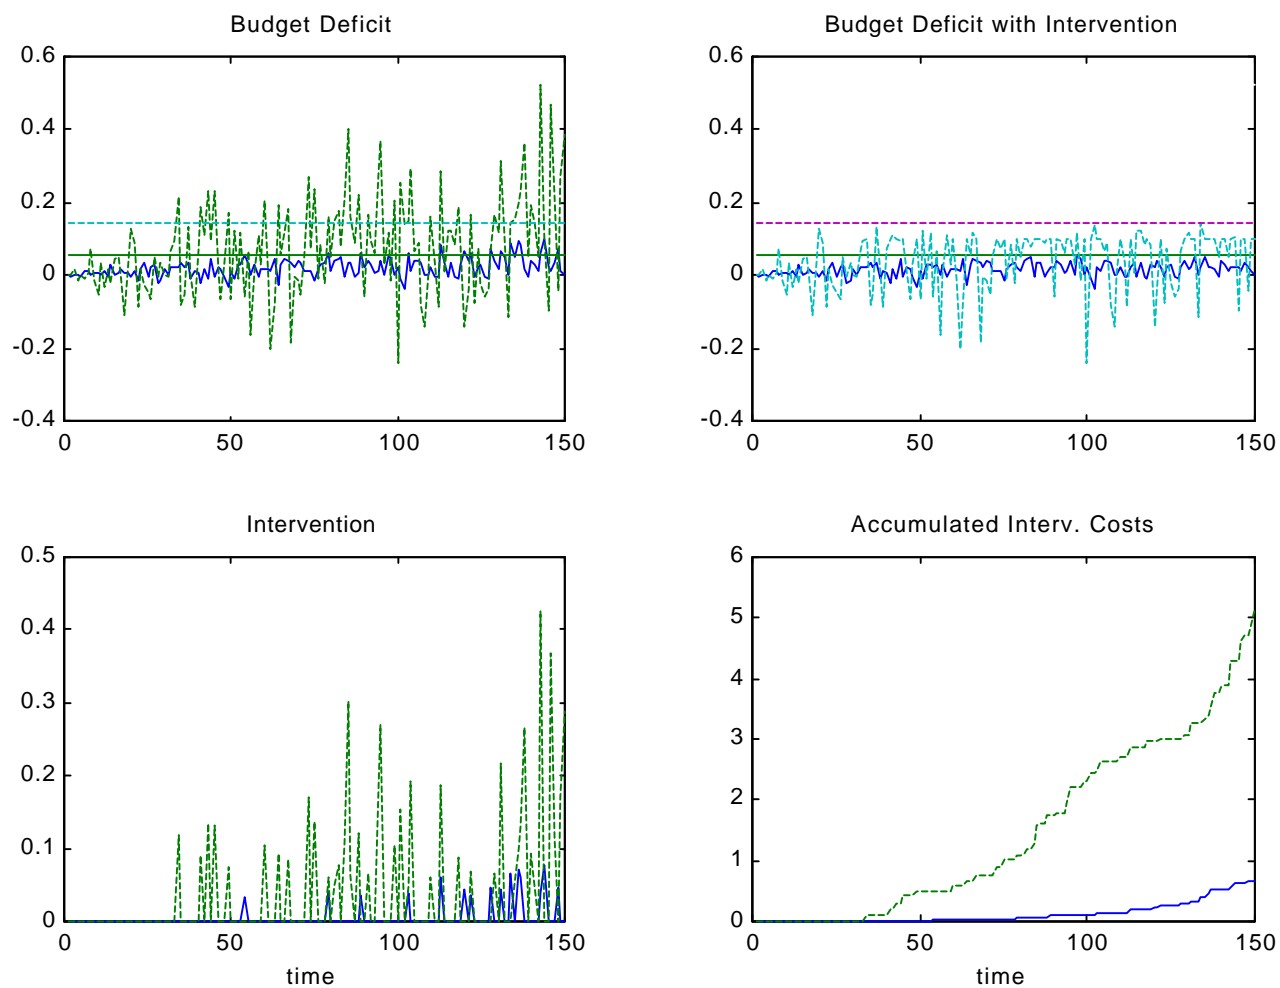 Budget Deficit
0.6
0.4
0.2
0
-0.2
-0.4
0 50 100 150
Budget Deficit with Intervention
0.6
0.4
0.2
0
-0.2
-0.4
0 50 100 150
Intervention
0.5
0.4
0.3
0.2
0.1
0
0 50 100 150
time
Accumulated Interv. Costs
6
5
4
3
2
1
0
0 50 100 150
time